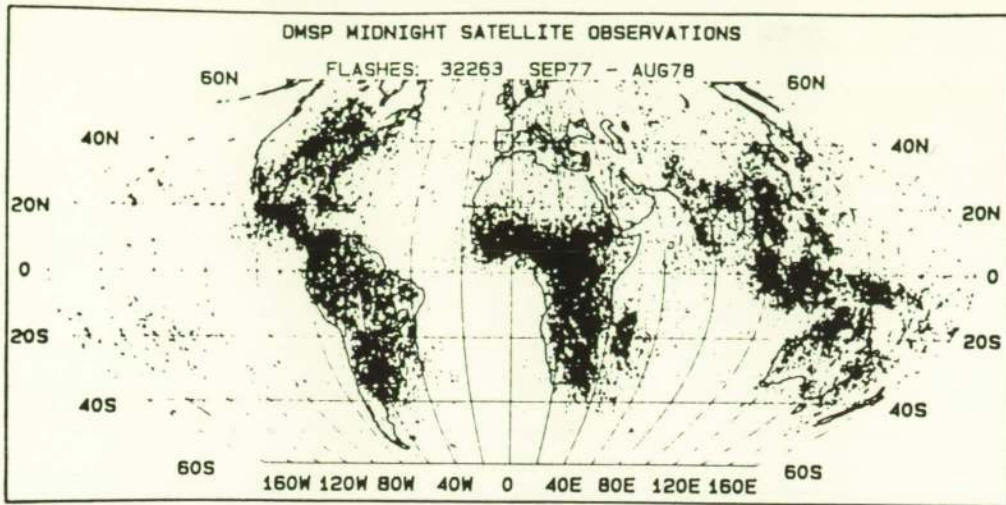 DMSP MIDNIGHT SATELLITE OBSERVATIONS
FLASHES: 32263 SEP77 - AUG78
60N 60N
40N 40N
20N 20N
0 0
20S 20S
40S 40S
60S 60S
160W 120W 80W 40W 0 40E 80E 120E 160E